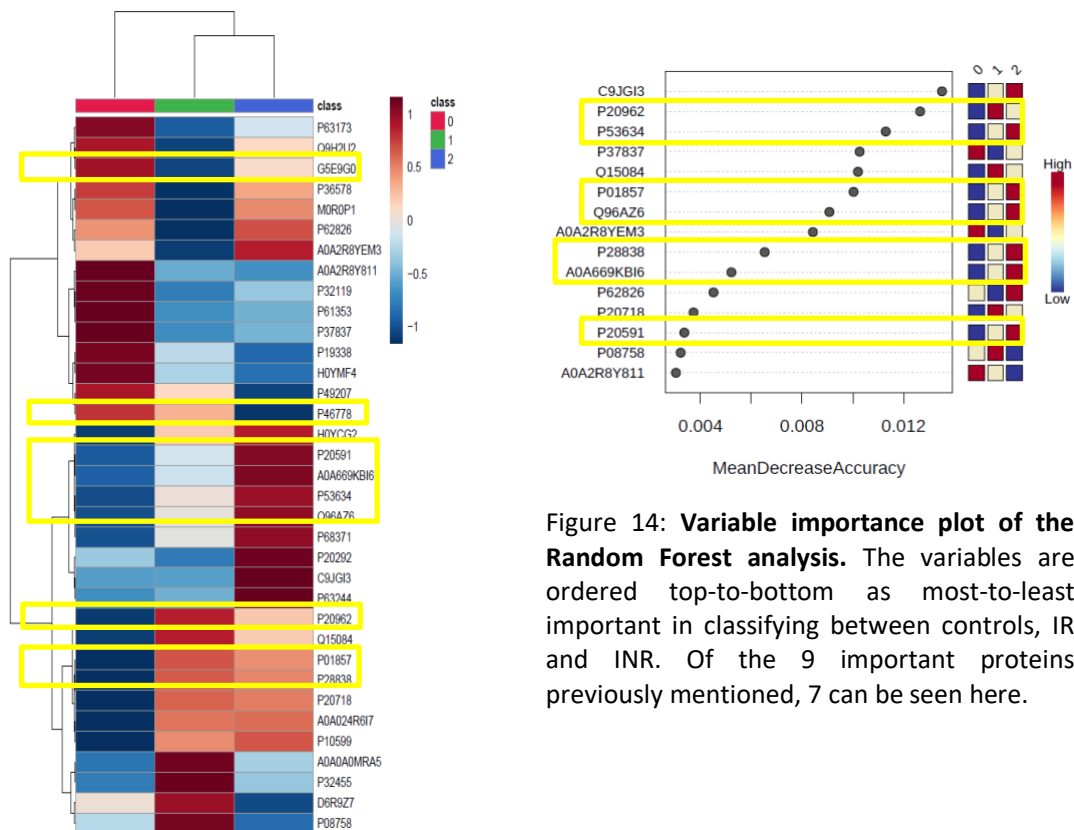 class
P63173
Q9H2U2
G5E9G0
P36578
M0R0P1
P62826
A0A2R8YEM3
A0A2R8Y811
P32119
P61353
P37837
P19338
H0YMF4
P49207
P46778
H0YCG2
P20591
A0A669KBI6
P53634
Q96AZ6
P68371
P20292
C9JGI3
P63244
P20962
Q15084
P01857
P28838
P20718
A0A024R6I7
P10599
A0A0A0MRA5
P32455
D6R9Z7
P08758
1
0.5
0
−0.5
−1
class
0
1
2
0 1 2
C9JGI3
P20962
P53634
P37837
Q15084
P01857
Q96AZ6
A0A2R8YEM3
P28838
A0A669KBI6
P62826
P20718
P20591
P08758
A0A2R8Y811
High
Low
0.004 0.008 0.012
MeanDecreaseAccuracy
Figure 14: Variable importance plot of the
Random Forest analysis. The variables are
ordered top-to-bottom as most-to-least
important in classifying between controls, IR
and INR. Of the 9 important proteins
previously mentioned, 7 can be seen here.